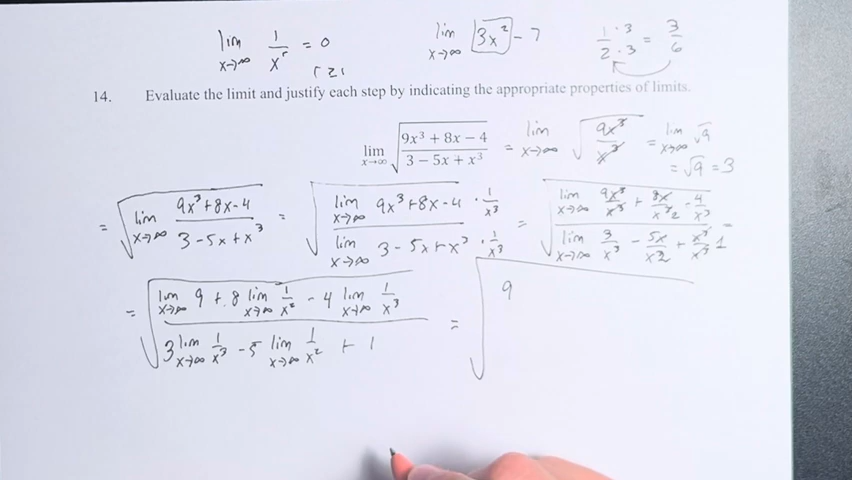 lim x→∞ 1/x^r = 0 r ≥ 1
lim x→∞ 3x² - 7
1·3/2·3 = 3/6
14. Evaluate the limit and justify each step by indicating the appropriate properties of limits.
lim x→∞ √((9x³ + 8x − 4)/(3 − 5x + x³)) = lim x→∞ √(9x³/x³) = lim x→∞ √9
= √9 = 3
= √(lim x→∞ (9x³+8x-4)/(3-5x+x³)) = √((lim x→∞ 9x³+8x-4 · 1/x³)/(lim x→∞ 3-5x+x³ · 1/x³)) = √((lim x→∞ 9x³/x³ + 8x/x³2 - 4/x³)/(lim x→∞ 3/x³ - 5x/x³2 + x³/x³ 1)) =
= √((lim x→∞ 9 + 8 lim x→∞ 1/x² - 4 lim x→∞ 1/x³)/(3 lim x→∞ 1/x³ - 5 lim x→∞ 1/x² + 1)) = √(9